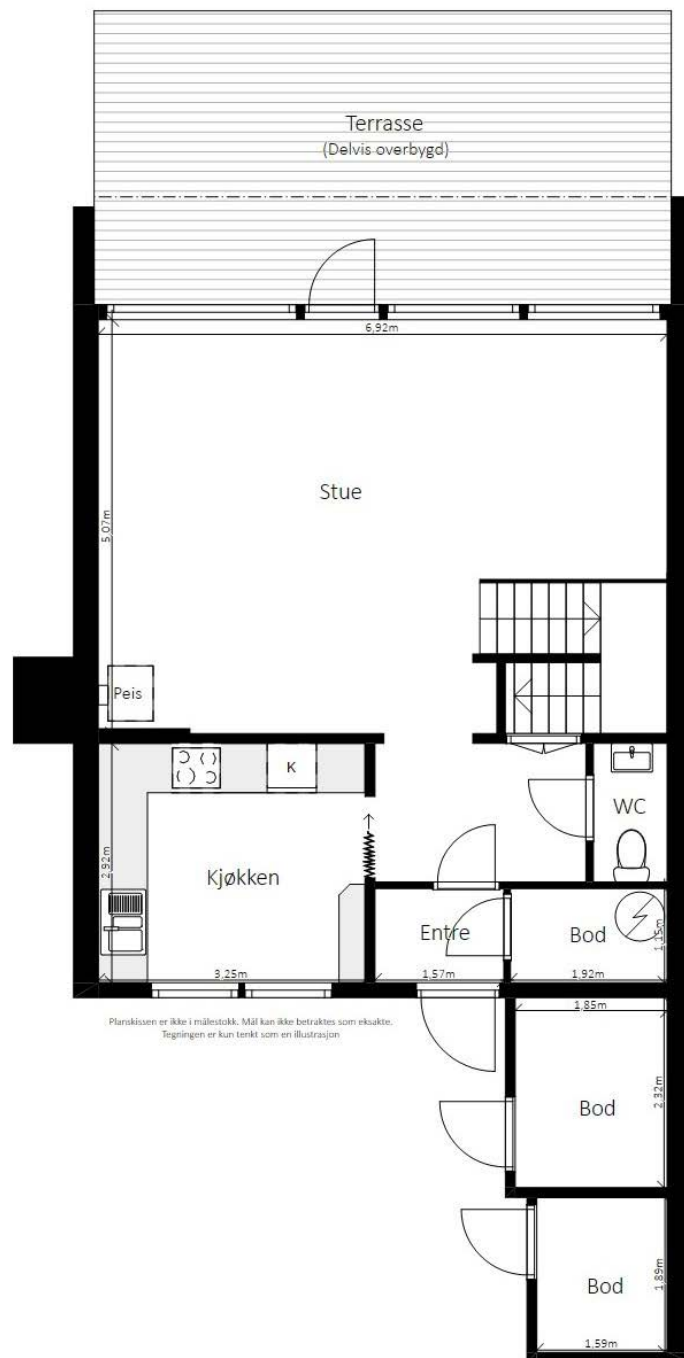 Terrasse
(Delvis overbygd)
6,92m
Stue
5,07m
Peis
K
WC
2,92m
Kjøkken
Entre
Bod
1,15m
3,25m
1,57m
1,92m
1,85m
Planskissen er ikke i målestokk. Mål kan ikke betraktes som eksakte.
Tegningen er kun tenkt som en illustrasjon
2,32m
Bod
1,89m
Bod
1,59m